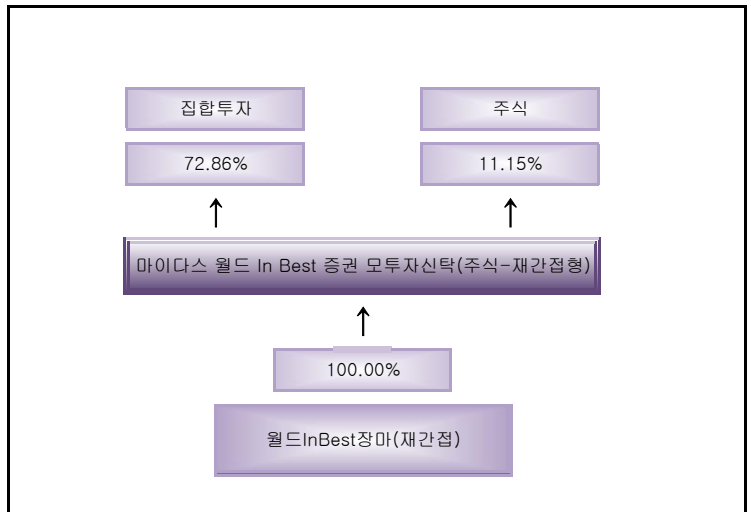 집합투자
주식
72.86%
11.15%
마이다스 월드 In Best 증권 모투자신탁(주식-재간접형)
100.00%
월드InBest장마(재간접)